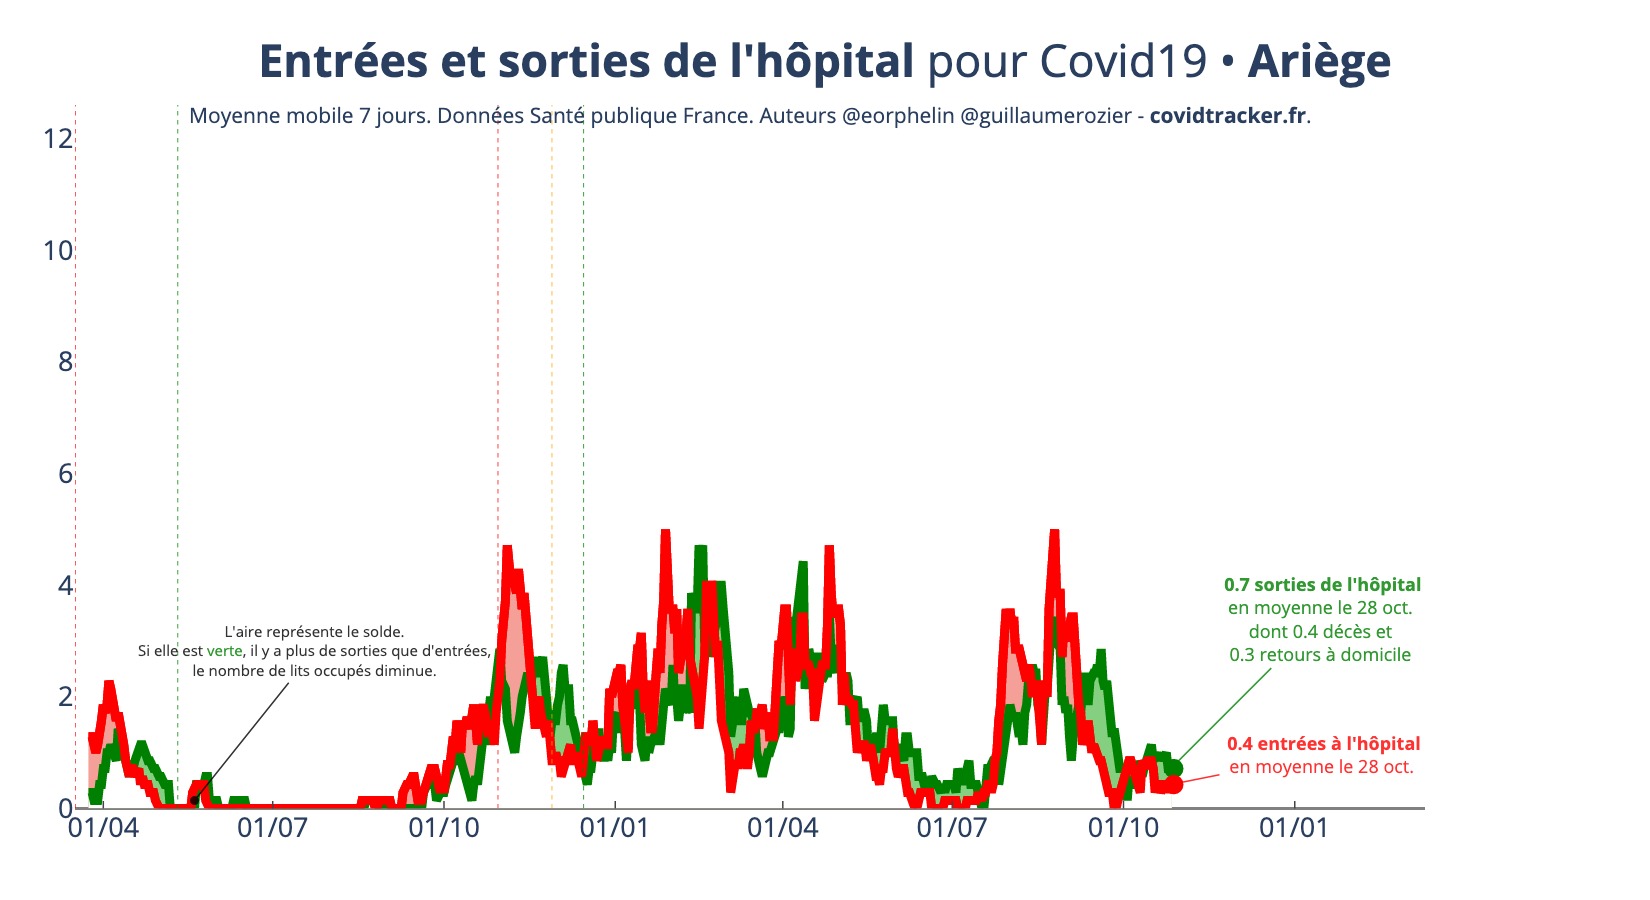 Entrées et sorties de l'hôpital pour Covid19 • Ariège
Moyenne mobile 7 jours. Données Santé publique France. Auteurs @eorphelin @guillaumerozier - covidtracker.fr.
12
10
8
6
4
2
0
L'aire représente le solde.
Si elle est verte, il y a plus de sorties que d'entrées,
le nombre de lits occupés diminue.
0.7 sorties de l'hôpital
en moyenne le 28 oct.
dont 0.4 décès et
0.3 retours à domicile
0.4 entrées à l'hôpital
en moyenne le 28 oct.
01/04 01/07 01/10 01/01 01/04 01/07 01/10 01/01